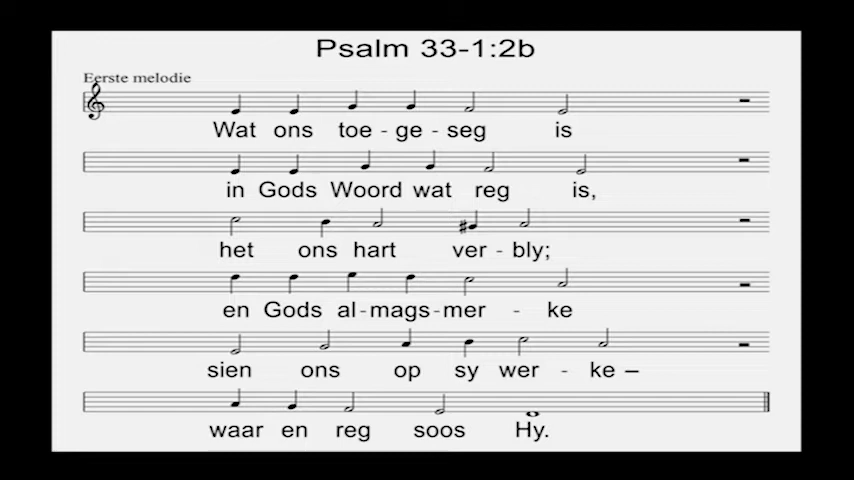 Psalm 33-1:2b
Eerste melodie
Wat ons toe - ge - seg is
in Gods Woord wat reg is,
het ons hart ver - bly;
en Gods al - mags - mer - ke
sien ons op sy wer - ke –
waar en reg soos Hy.